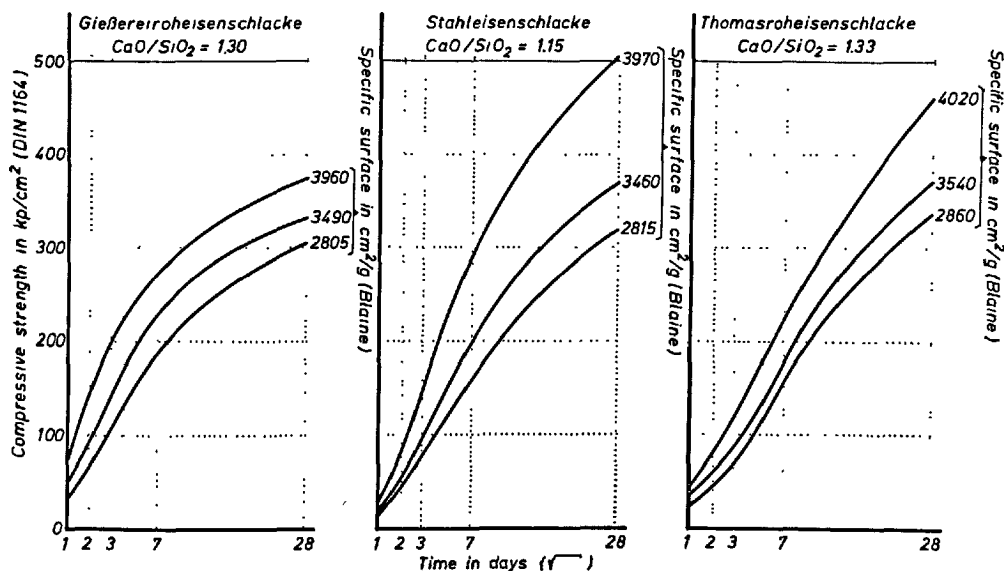 Gießereiroheisenschlacke
CaO/SiO2 = 1.30
Stahleisenschlacke
CaO/SiO2 = 1.15
Thomasroheisenschlacke
CaO/SiO2 = 1.33
Compressive strength in kp/cm² (DIN 1164)
500
400
300
200
100
0
3960
3490
2805
Specific surface in cm²/g (Blaine)
3970
3460
2815
Specific surface in cm²/g (Blaine)
4020
3540
2860
Specific surface in cm²/g (Blaine)
1 2 3 7 28
1 2 3 7 28
1 2 3 7 28
Time in days (√‾)